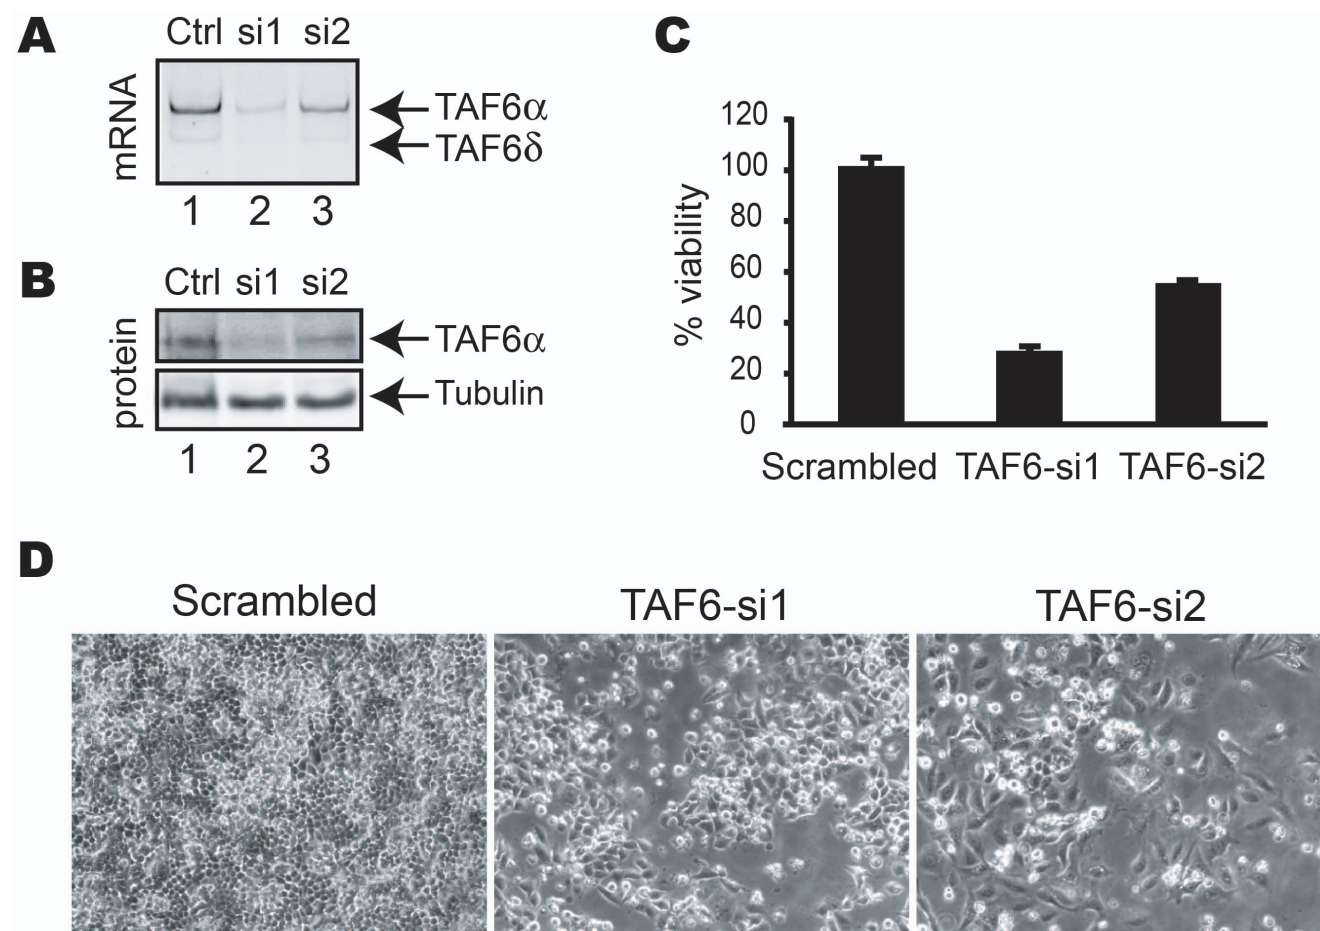 A
Ctrl si1 si2
mRNA
TAF6α
TAF6δ
1 2 3
B
Ctrl si1 si2
protein
TAF6α
Tubulin
1 2 3
C
% viability
120
100
80
60
40
20
0
Scrambled TAF6-si1 TAF6-si2
D
Scrambled TAF6-si1 TAF6-si2